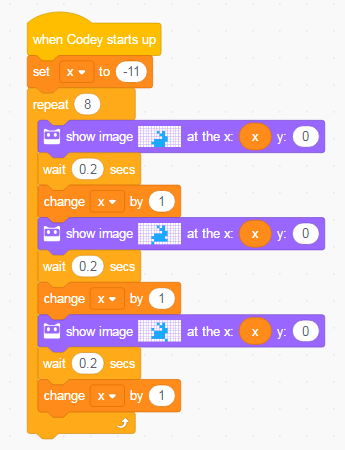 when Codey starts up
set x to -11
repeat 8
show image at the x: x y: 0
wait 0.2 secs
change x by 1
show image at the x: x y: 0
wait 0.2 secs
change x by 1
show image at the x: x y: 0
wait 0.2 secs
change x by 1